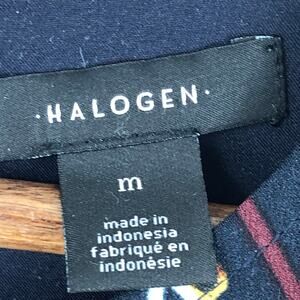 ·HALOGEN·
m
made in
indonesia
fabriqué en
indonésie